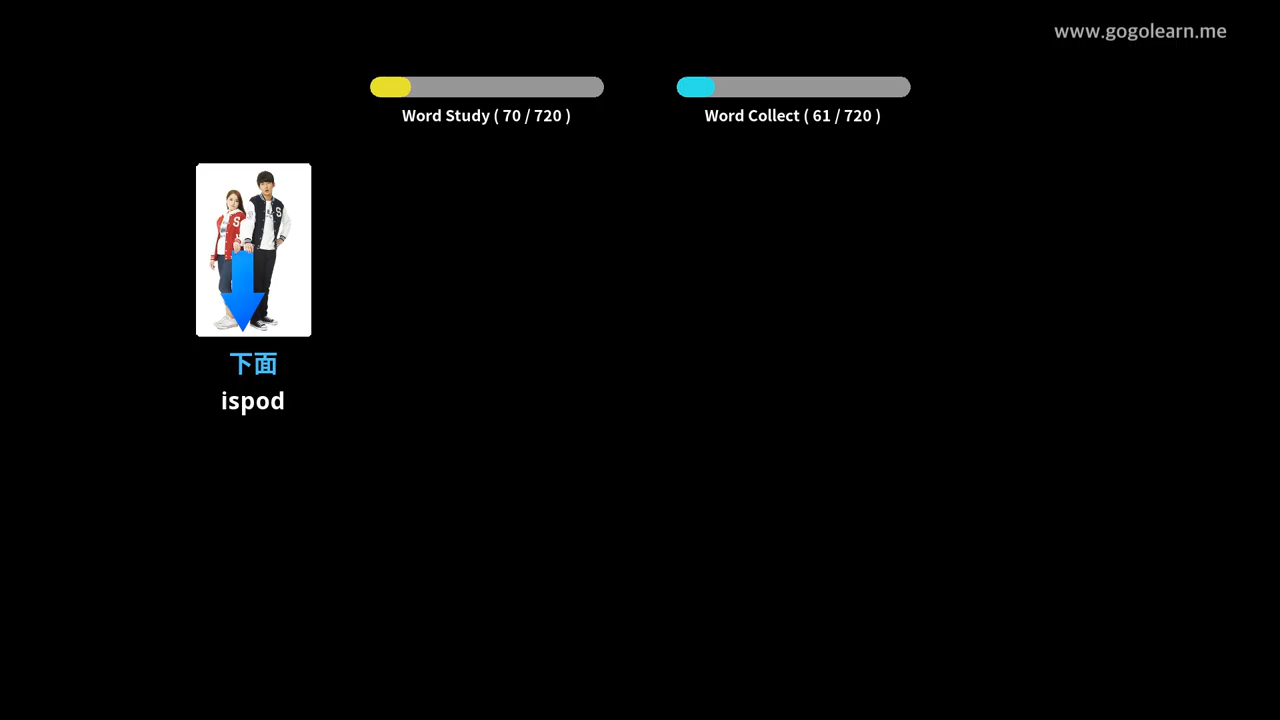 www.gogolearn.me
Word Study ( 70 / 720 )
Word Collect ( 61 / 720 )
S
S
下面
ispod